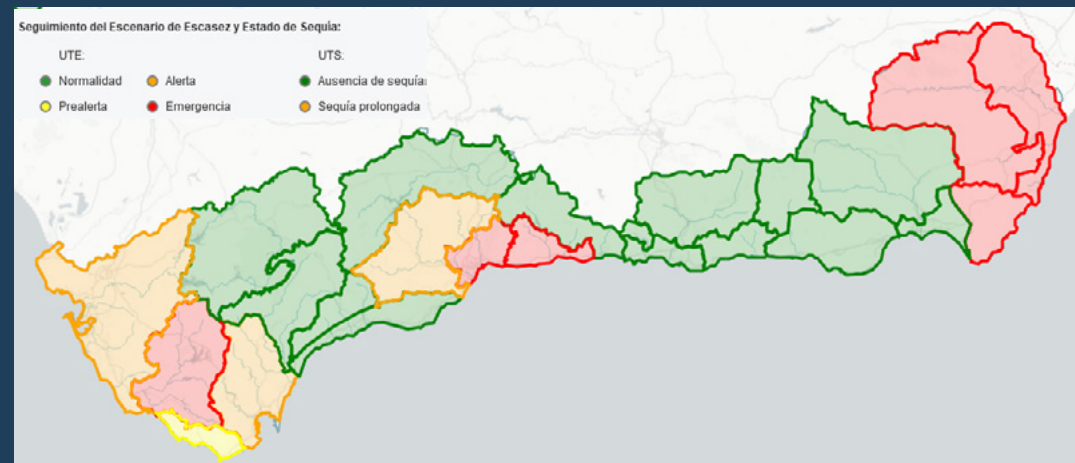 Seguimiento del Escenario de Escasez y Estado de Sequía:
UTE: UTS:
Normalidad Alerta Ausencia de sequía
Prealerta Emergencia Sequía prolongada